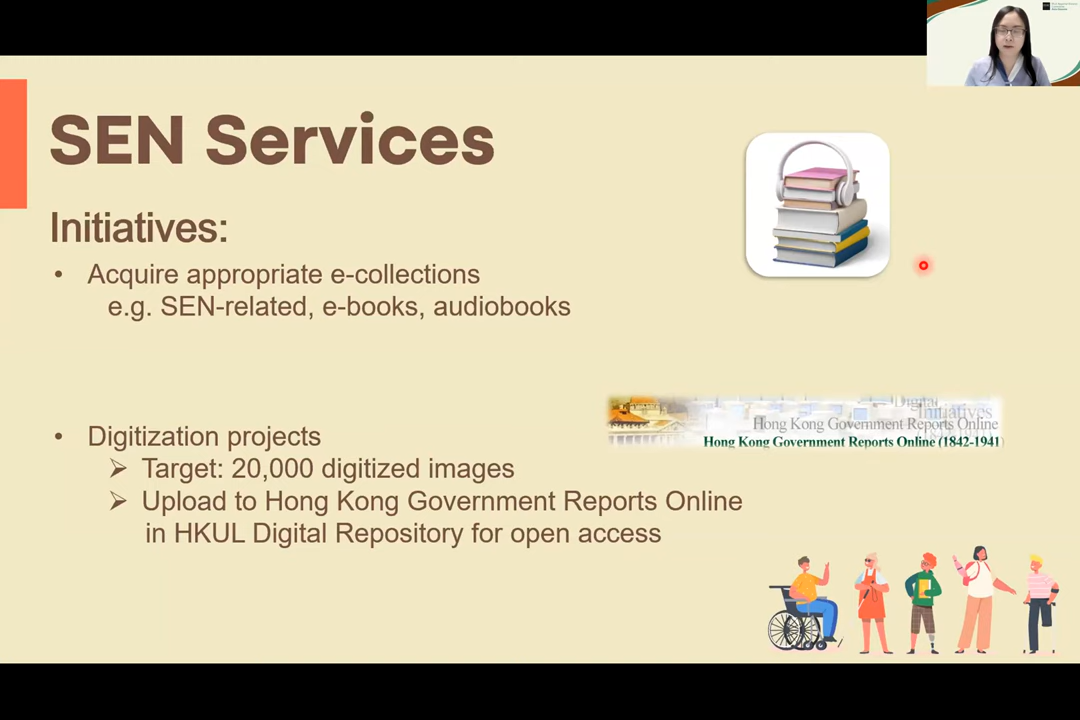 SEN Services
Initiatives:
• Acquire appropriate e-collections
e.g. SEN-related, e-books, audiobooks
Digital
Initiatives
Hong Kong Government Reports Online
Hong Kong Government Reports Online (1842-1941)
• Digitization projects
➢ Target: 20,000 digitized images
➢ Upload to Hong Kong Government Reports Online
in HKUL Digital Repository for open access